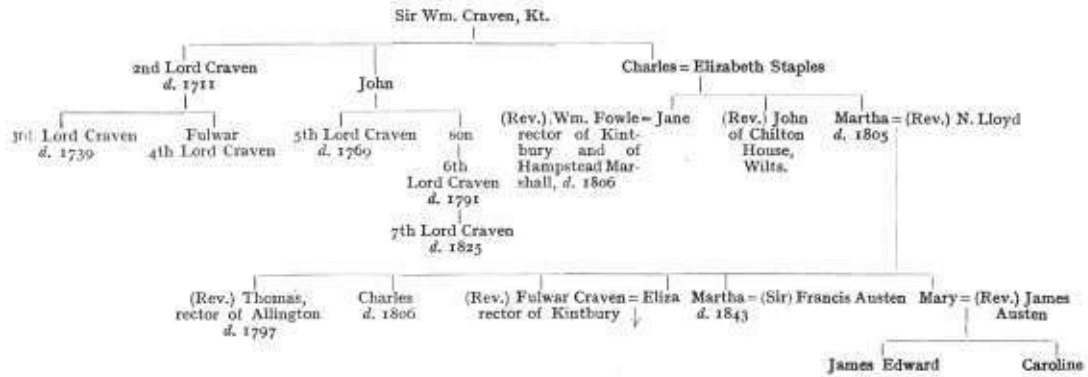 Sir Wm. Craven, Kt.
2nd Lord Craven
d. 1711
John
Charles = Elizabeth Staples
3rd Lord Craven
d. 1739
Fulwar
4th Lord Craven
5th Lord Craven
d. 1769
son
6th
Lord Craven
d. 1791
7th Lord Craven
d. 1825
(Rev.) Wm. Fowle = Jane
rector of Kint-
bury and of
Hampstead Mar-
shall, d. 1806
(Rev.) John
of Chilton
House,
Wilts.
Martha = (Rev.) N. Lloyd
d. 1805
(Rev.) Thomas,
rector of Allington
d. 1797
Charles
d. 1806
(Rev.) Fulwar Craven = Eliza
rector of Kintbury
Martha = (Sir) Francis Austen
d. 1843
Mary = (Rev.) James
Austen
James Edward
Caroline